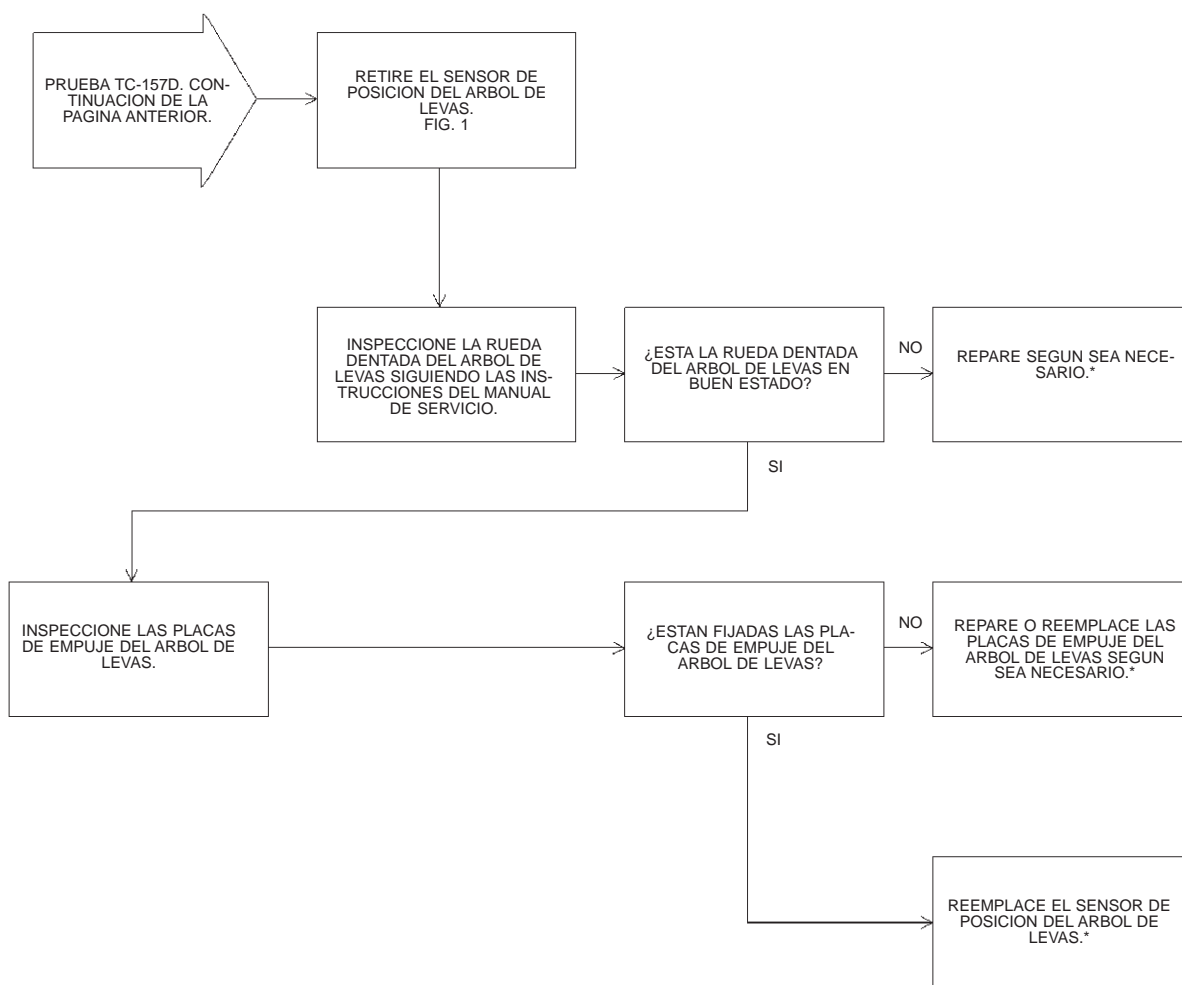 PRUEBA TC-157D. CON-
TINUACION DE LA
PAGINA ANTERIOR.
RETIRE EL SENSOR DE
POSICION DEL ARBOL DE
LEVAS.
FIG. 1
INSPECCIONE LA RUEDA
DENTADA DEL ARBOL DE
LEVAS SIGUIENDO LAS INS-
TRUCCIONES DEL MANUAL
DE SERVICIO.
¿ESTA LA RUEDA DENTADA
DEL ARBOL DE LEVAS EN
BUEN ESTADO?
NO
REPARE SEGUN SEA NECE-
SARIO.*
SI
INSPECCIONE LAS PLACAS
DE EMPUJE DEL ARBOL DE
LEVAS.
¿ESTAN FIJADAS LAS PLA-
CAS DE EMPUJE DEL
ARBOL DE LEVAS?
NO
REPARE O REEMPLACE LAS
PLACAS DE EMPUJE DEL
ARBOL DE LEVAS SEGUN
SEA NECESARIO.*
SI
REEMPLACE EL SENSOR DE
POSICION DEL ARBOL DE
LEVAS.*